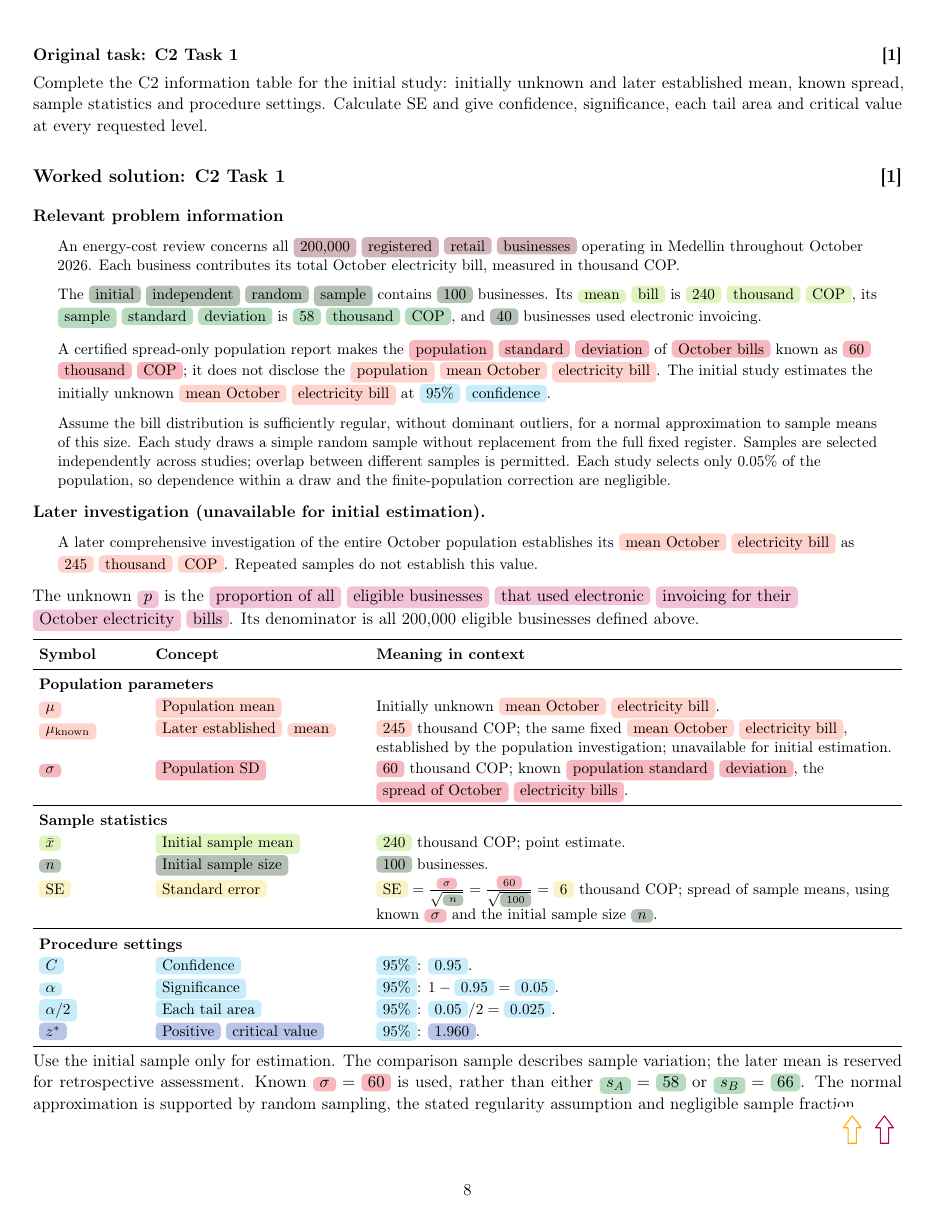 Original task: C2 Task 1 [1]
Complete the C2 information table for the initial study: initially unknown and later established mean, known spread,
sample statistics and procedure settings. Calculate SE and give confidence, significance, each tail area and critical value
at every requested level.
Worked solution: C2 Task 1 [1]
Relevant problem information
An energy-cost review concerns all 200,000 registered retail businesses operating in Medellin throughout October
2026. Each business contributes its total October electricity bill, measured in thousand COP.
The initial independent random sample contains 100 businesses. Its mean bill is 240 thousand COP, its
sample standard deviation is 58 thousand COP, and 40 businesses used electronic invoicing.
A certified spread-only population report makes the population standard deviation of October bills known as 60
thousand COP; it does not disclose the population mean October electricity bill. The initial study estimates the
initially unknown mean October electricity bill at 95% confidence.
Assume the bill distribution is sufficiently regular, without dominant outliers, for a normal approximation to sample means
of this size. Each study draws a simple random sample without replacement from the full fixed register. Samples are selected
independently across studies; overlap between different samples is permitted. Each study selects only 0.05% of the
population, so dependence within a draw and the finite-population correction are negligible.
Later investigation (unavailable for initial estimation).
A later comprehensive investigation of the entire October population establishes its mean October electricity bill as
245 thousand COP. Repeated samples do not establish this value.
The unknown p is the proportion of all eligible businesses that used electronic invoicing for their
October electricity bills. Its denominator is all 200,000 eligible businesses defined above.
Symbol Concept Meaning in context
Population parameters
μ Population mean Initially unknown mean October electricity bill.
μknown Later established mean 245 thousand COP; the same fixed mean October electricity bill,
established by the population investigation; unavailable for initial estimation.
σ Population SD 60 thousand COP; known population standard deviation, the
spread of October electricity bills.
Sample statistics
x̄ Initial sample mean 240 thousand COP; point estimate.
n Initial sample size 100 businesses.
SE Standard error SE = σ/√n = 60/√100 = 6 thousand COP; spread of sample means, using
known σ and the initial sample size n.
Procedure settings
C Confidence 95%: 0.95.
α Significance 95%: 1 − 0.95 = 0.05.
α/2 Each tail area 95%: 0.05/2 = 0.025.
z* Positive critical value 95%: 1.960.
Use the initial sample only for estimation. The comparison sample describes sample variation; the later mean is reserved
for retrospective assessment. Known σ = 60 is used, rather than either sA = 58 or sB = 66. The normal
approximation is supported by random sampling, the stated regularity assumption and negligible sample fraction
8